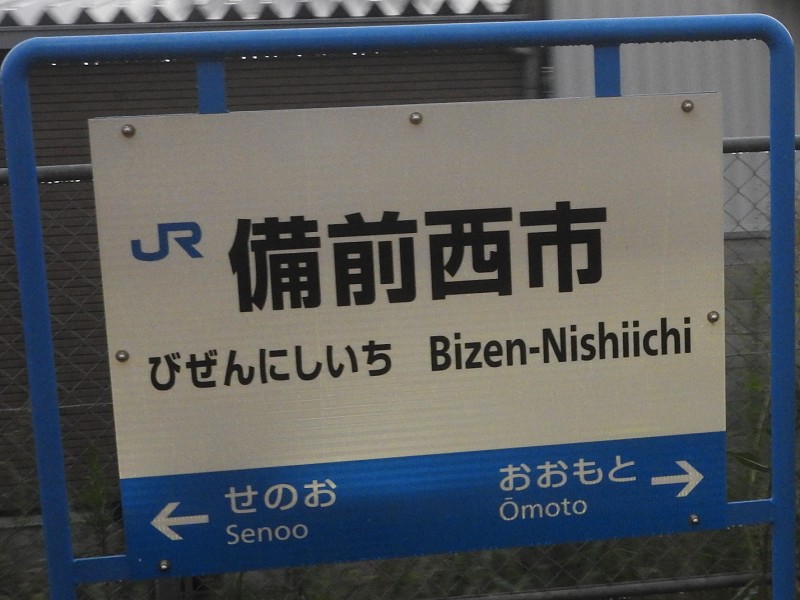 JR 備前西市
びぜんにしいち Bizen-Nishiichi
← せのお おおもと →
Senoo Ōmoto